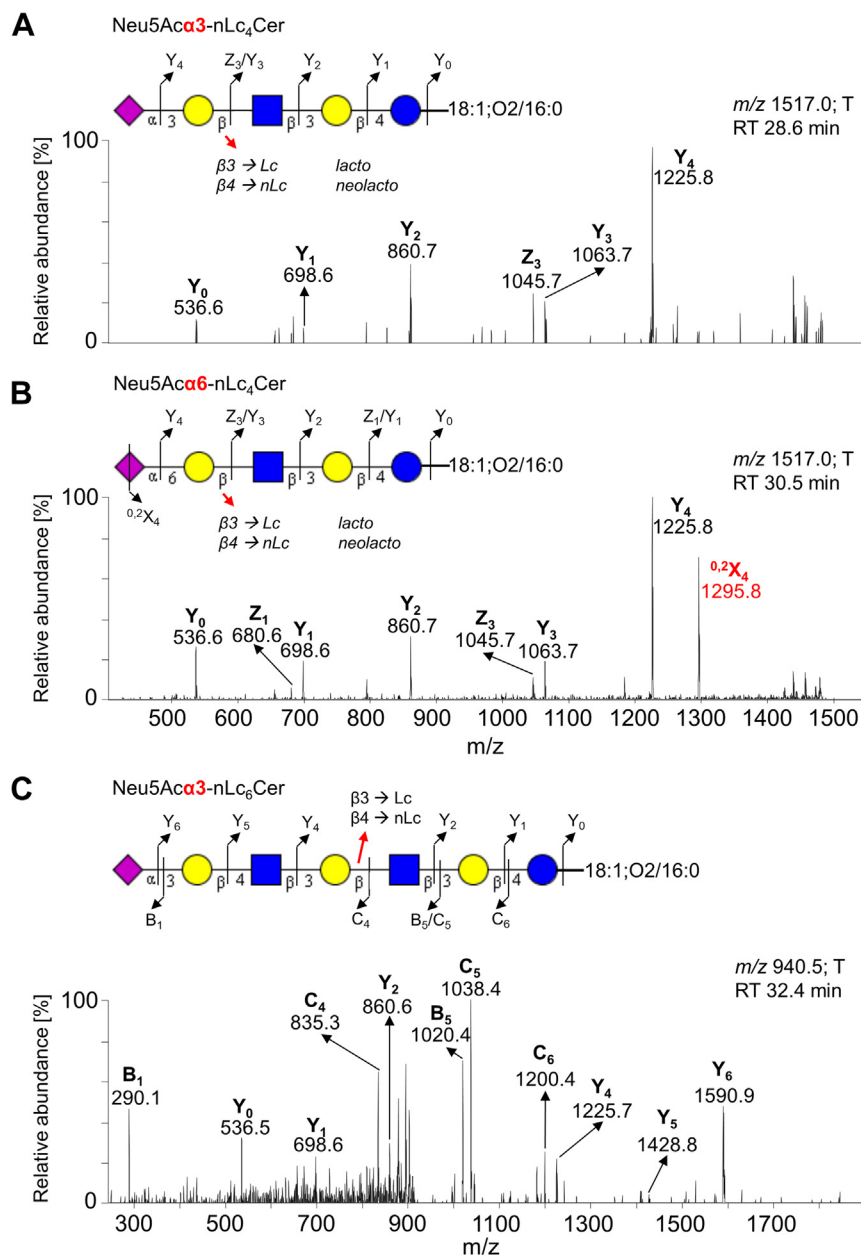 A
Neu5Acα3-nLc₄Cer
Y₄ Z₃/Y₃ Y₂ Y₁ Y₀
α 3 β β 3 β 4 18:1;O2/16:0
m/z 1517.0; T
RT 28.6 min
β3 → Lc lacto
β4 → nLc neolacto
Relative abundance [%]
100
0
Y₀
536.6
Y₁
698.6
Y₂
860.7
Z₃
1045.7
Y₃
1063.7
Y₄
1225.8
B
Neu5Acα6-nLc₄Cer
Y₄ Z₃/Y₃ Y₂ Z₁/Y₁ Y₀
α 6 β β 3 β 4 18:1;O2/16:0
⁰,²X₄
m/z 1517.0; T
RT 30.5 min
β3 → Lc lacto
β4 → nLc neolacto
Relative abundance [%]
100
0
Y₀
536.6
Z₁
680.6
Y₁
698.6
Y₂
860.7
Z₃
1045.7
Y₃
1063.7
Y₄
1225.8
⁰,²X₄
1295.8
500 600 700 800 900 1000 1100 1200 1300 1400 1500
m/z
C
Neu5Acα3-nLc₆Cer
β3 → Lc
β4 → nLc
Y₆ Y₅ Y₄ Y₂ Y₁ Y₀
α 3 β 4 β 3 β β 3 β 4 18:1;O2/16:0
B₁ C₄ B₅/C₅ C₆
m/z 940.5; T
RT 32.4 min
Relative abundance [%]
100
0
B₁
290.1
Y₀
536.5
Y₁
698.6
C₄
835.3
Y₂
860.6
B₅
1020.4
C₅
1038.4
C₆
1200.4
Y₄
1225.7
Y₅
1428.8
Y₆
1590.9
300 500 700 900 1100 1300 1500 1700
m/z